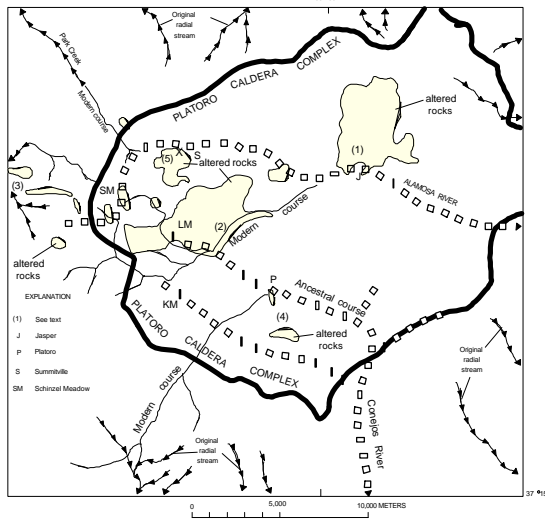 Original
radial
stream
Park Creek
Modern course
PLATORO CALDERA COMPLEX
altered
rocks
(1)
(5)
X
S
altered rocks
(3)
SM
ALAMOSA RIVER
course
Modern
LM
(2)
altered
rocks
P
Ancestral course
EXPLANATION
(1) See text
J Jasper
P Platoro
S Summitville
SM Schinzel Meadow
KM
(4)
altered
rocks
PLATORO CALDERA COMPLEX
Modern course
Original
radial
stream
Original
radial
stream
Conejos River
37 º15
0 5,000 10,000 METERS